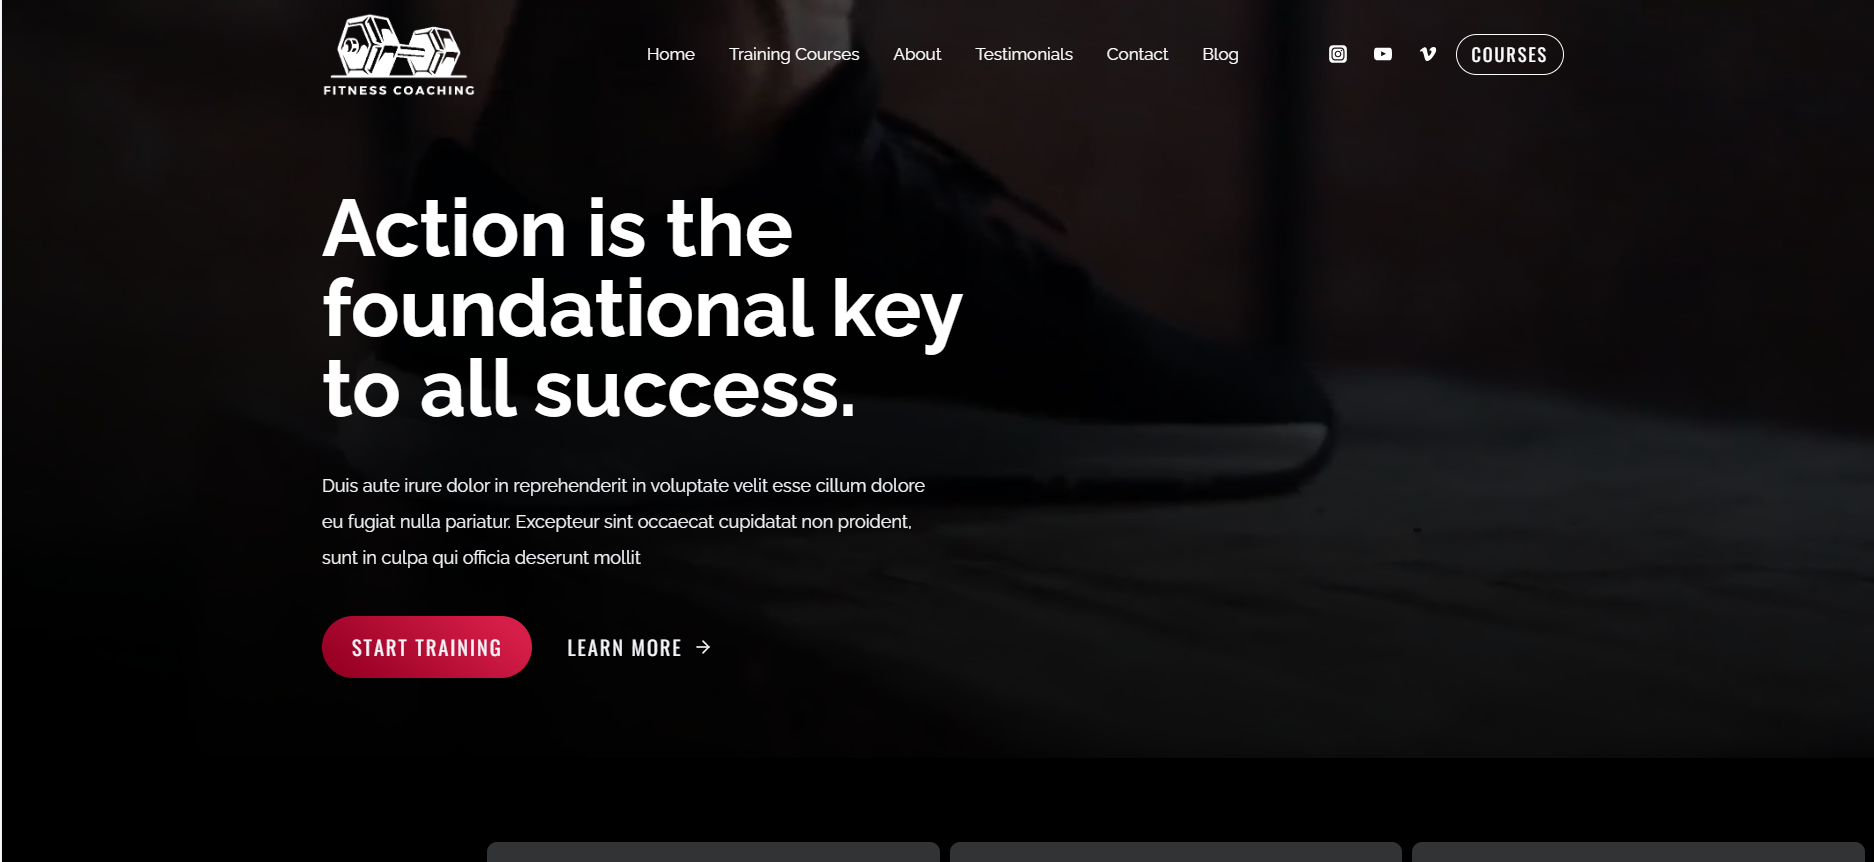 FITNESS COACHING
Home Training Courses About Testimonials Contact Blog COURSES
Action is the
foundational key
to all success.
Duis aute irure dolor in reprehenderit in voluptate velit esse cillum dolore
eu fugiat nulla pariatur. Excepteur sint occaecat cupidatat non proident,
sunt in culpa qui officia deserunt mollit
START TRAINING LEARN MORE →